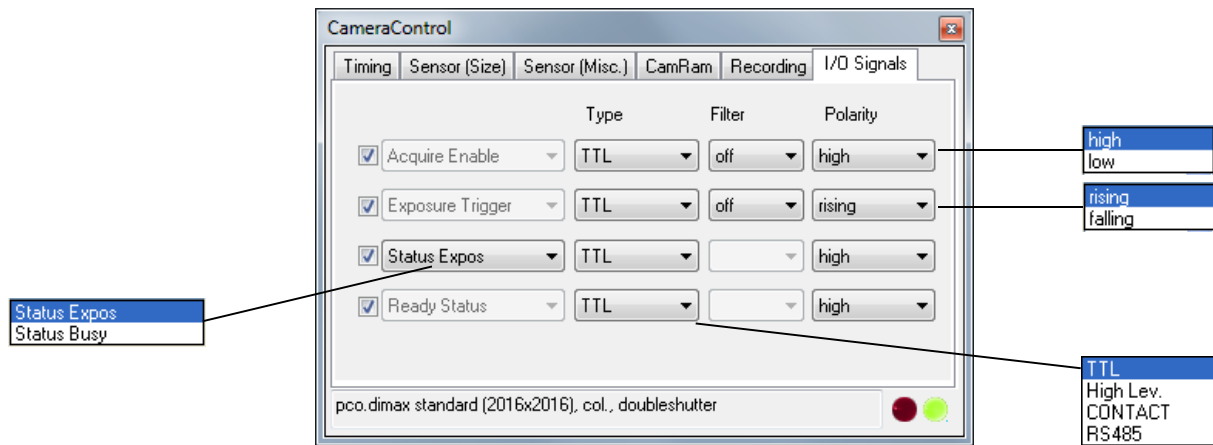 CameraControl
Timing Sensor (Size) Sensor (Misc.) CamRam Recording I/O Signals
Type Filter Polarity
Acquire Enable TTL off high
Exposure Trigger TTL off rising
Status Expos TTL high
Ready Status TTL high
pco.dimax standard (2016x2016), col., doubleshutter
high
low
rising
falling
Status Expos
Status Busy
TTL
High Lev.
CONTACT
RS485